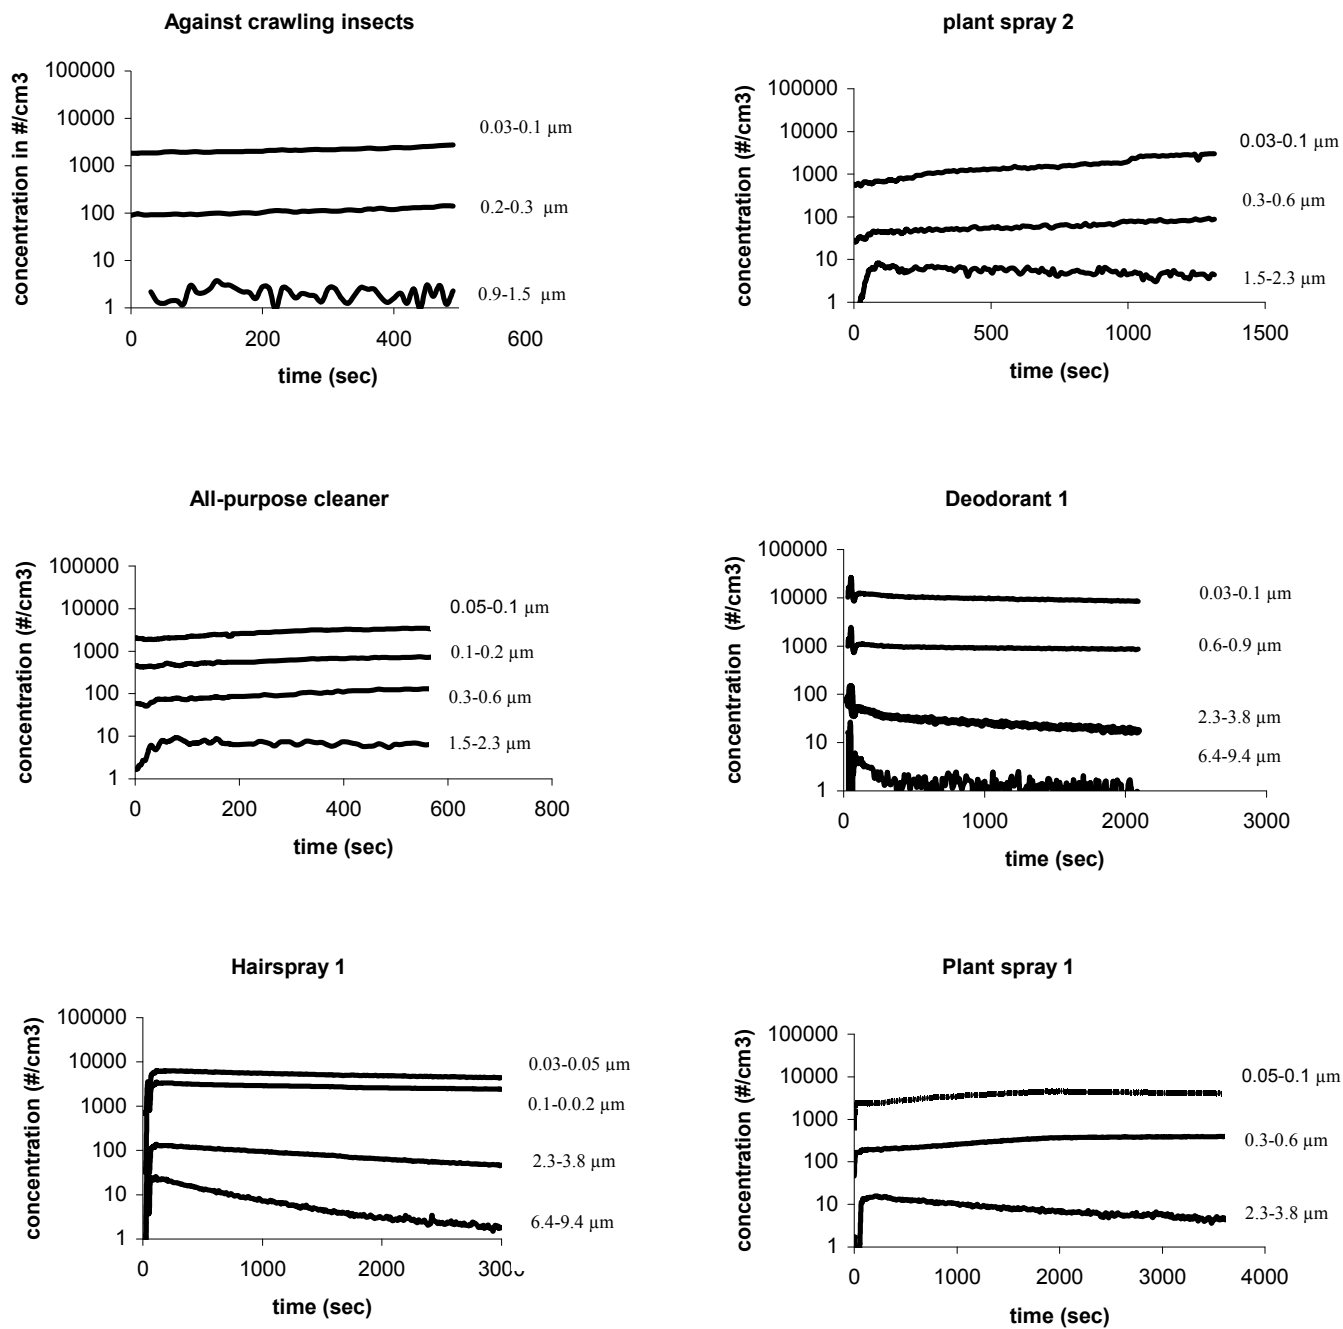 Against crawling insects
concentration in #/cm3
100000
10000
1000
100
10
1
0.03-0.1 µm
0.2-0.3 µm
0.9-1.5 µm
0 200 400 600
time (sec)
plant spray 2
concentration (#/cm3)
100000
10000
1000
100
10
1
0.03-0.1 µm
0.3-0.6 µm
1.5-2.3 µm
0 500 1000 1500
time (sec)
All-purpose cleaner
concentration (#/cm3)
100000
10000
1000
100
10
1
0.05-0.1 µm
0.1-0.2 µm
0.3-0.6 µm
1.5-2.3 µm
0 200 400 600 800
time (sec)
Deodorant 1
concentration (#/cm3)
100000
10000
1000
100
10
1
0.03-0.1 µm
0.6-0.9 µm
2.3-3.8 µm
6.4-9.4 µm
0 1000 2000 3000
time (sec)
Hairspray 1
concentration (#/cm3)
100000
10000
1000
100
10
1
0.03-0.05 µm
0.1-0.0.2 µm
2.3-3.8 µm
6.4-9.4 µm
0 1000 2000 3000
time (sec)
Plant spray 1
concentration (#/cm3)
100000
10000
1000
100
10
1
0.05-0.1 µm
0.3-0.6 µm
2.3-3.8 µm
0 1000 2000 3000 4000
time (sec)